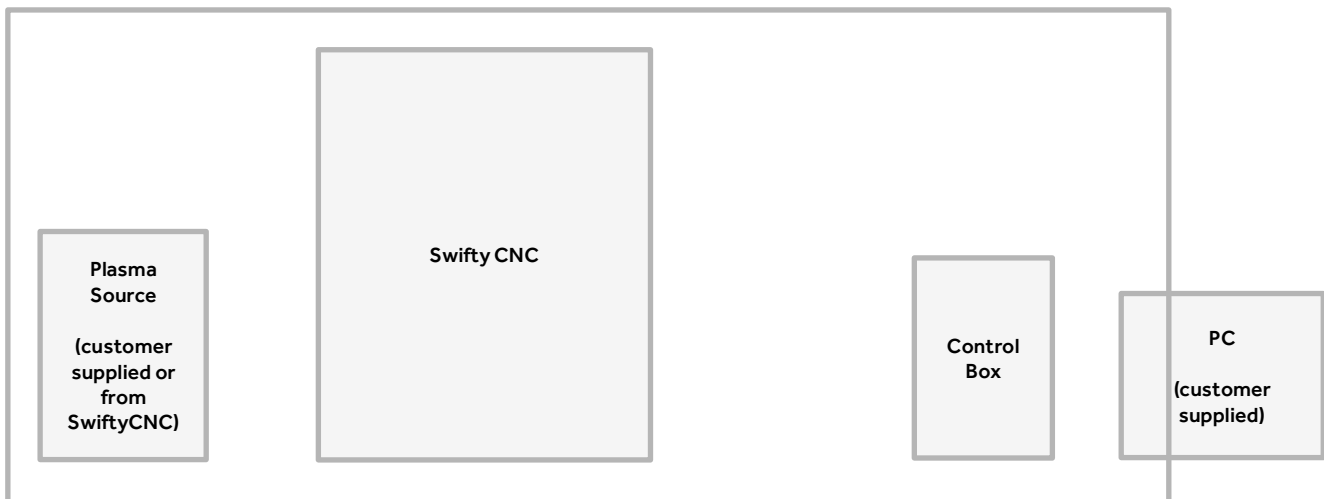 Plasma
Source
(customer
supplied or
from
SwiftyCNC)
Swifty CNC
Control
Box
PC
(customer
supplied)